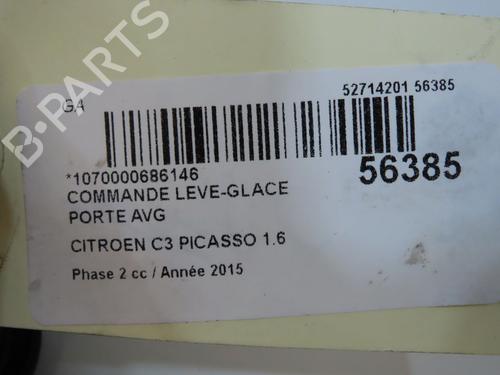 B-PARTS
GA
52714201 56385
*1070000686146
56385
COMMANDE LEVE-GLACE
PORTE AVG
CITROEN C3 PICASSO 1.6
Phase 2 cc / Année 2015